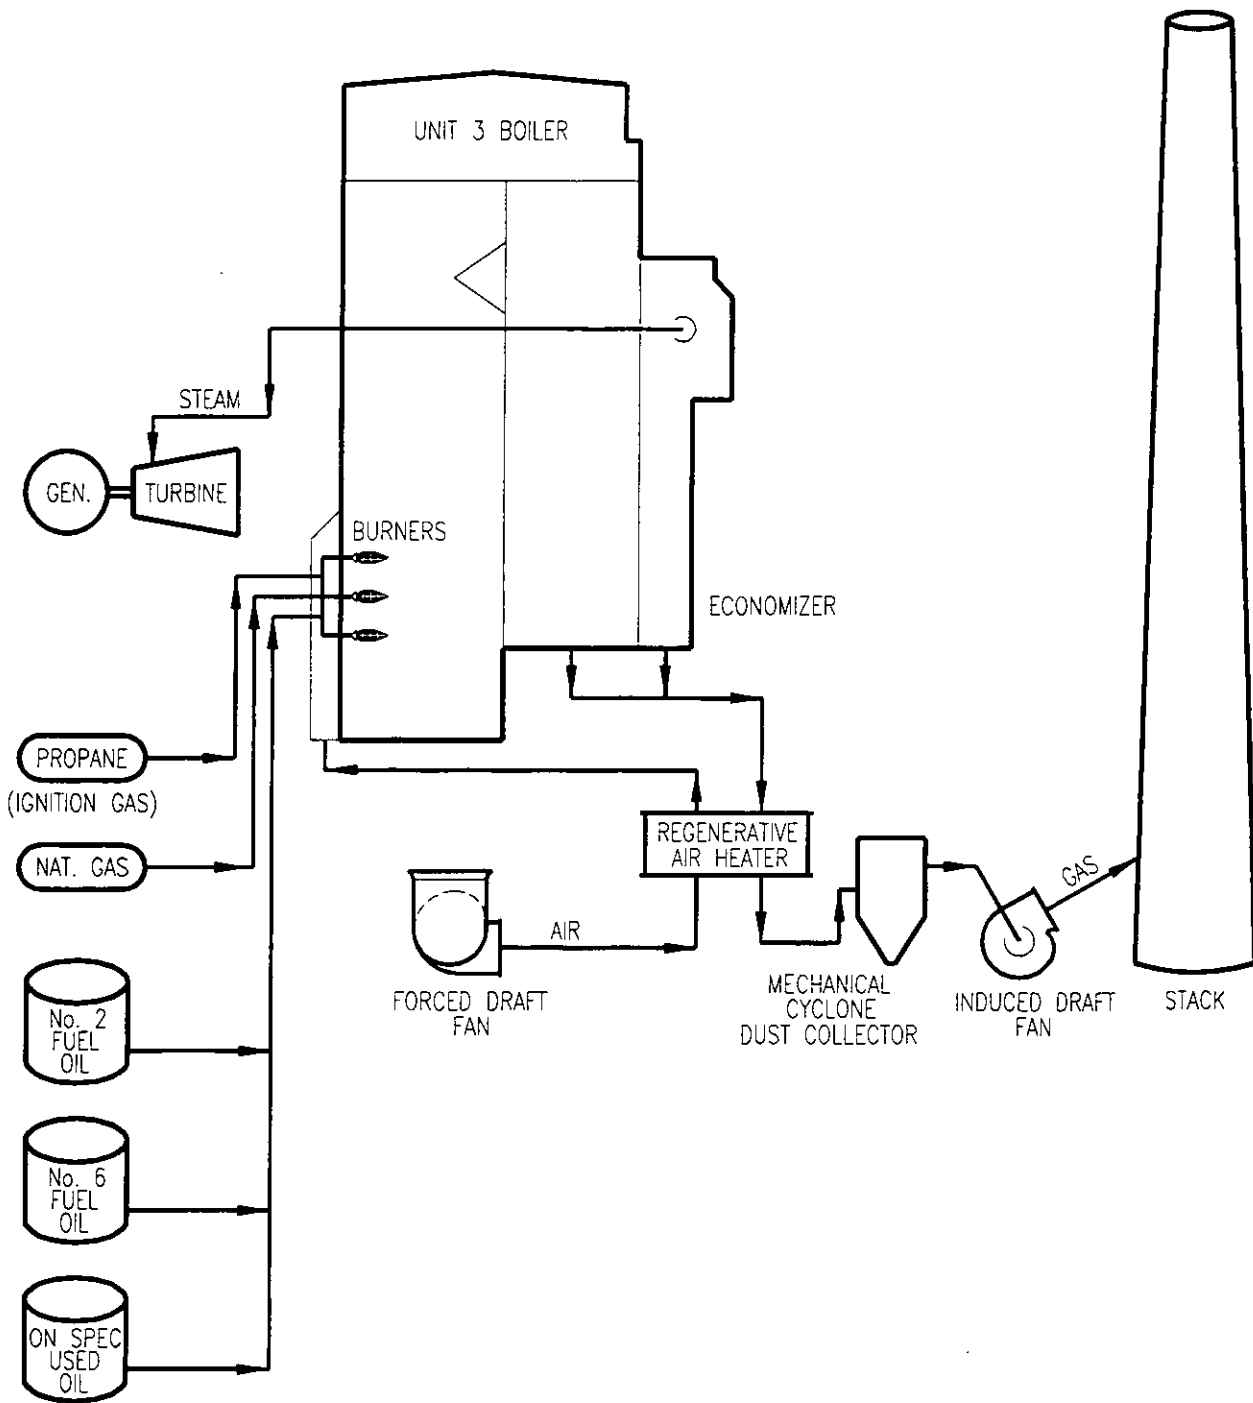 UNIT 3 BOILER
STEAM
GEN.
TURBINE
BURNERS
ECONOMIZER
PROPANE
(IGNITION GAS)
NAT. GAS
REGENERATIVE
AIR HEATER
GAS
AIR
FORCED DRAFT
FAN
MECHANICAL
CYCLONE
DUST COLLECTOR
INDUCED DRAFT
FAN
STACK
No. 2
FUEL
OIL
No. 6
FUEL
OIL
ON SPEC
USED
OIL